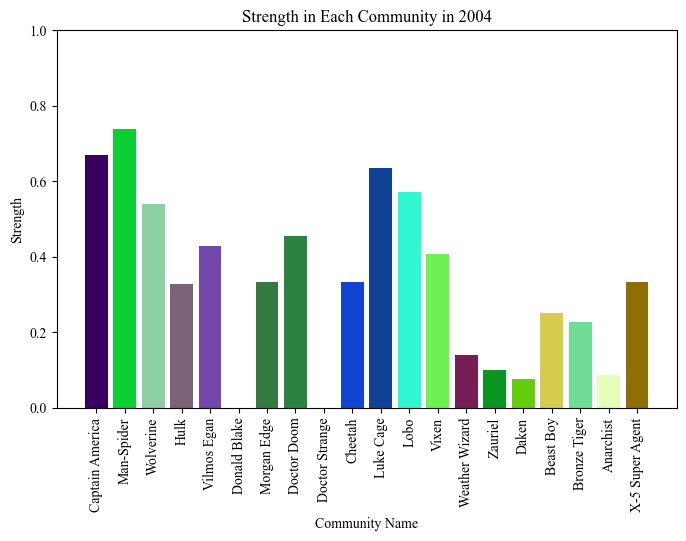 Strength in Each Community in 2004
1.0
0.8
0.6
0.4
0.2
0.0
Strength
Captain America
Man-Spider
Wolverine
Hulk
Vilmos Egan
Donald Blake
Morgan Edge
Doctor Doom
Doctor Strange
Cheetah
Luke Cage
Lobo
Vixen
Weather Wizard
Zauriel
Daken
Beast Boy
Bronze Tiger
Anarchist
X-5 Super Agent
Community Name